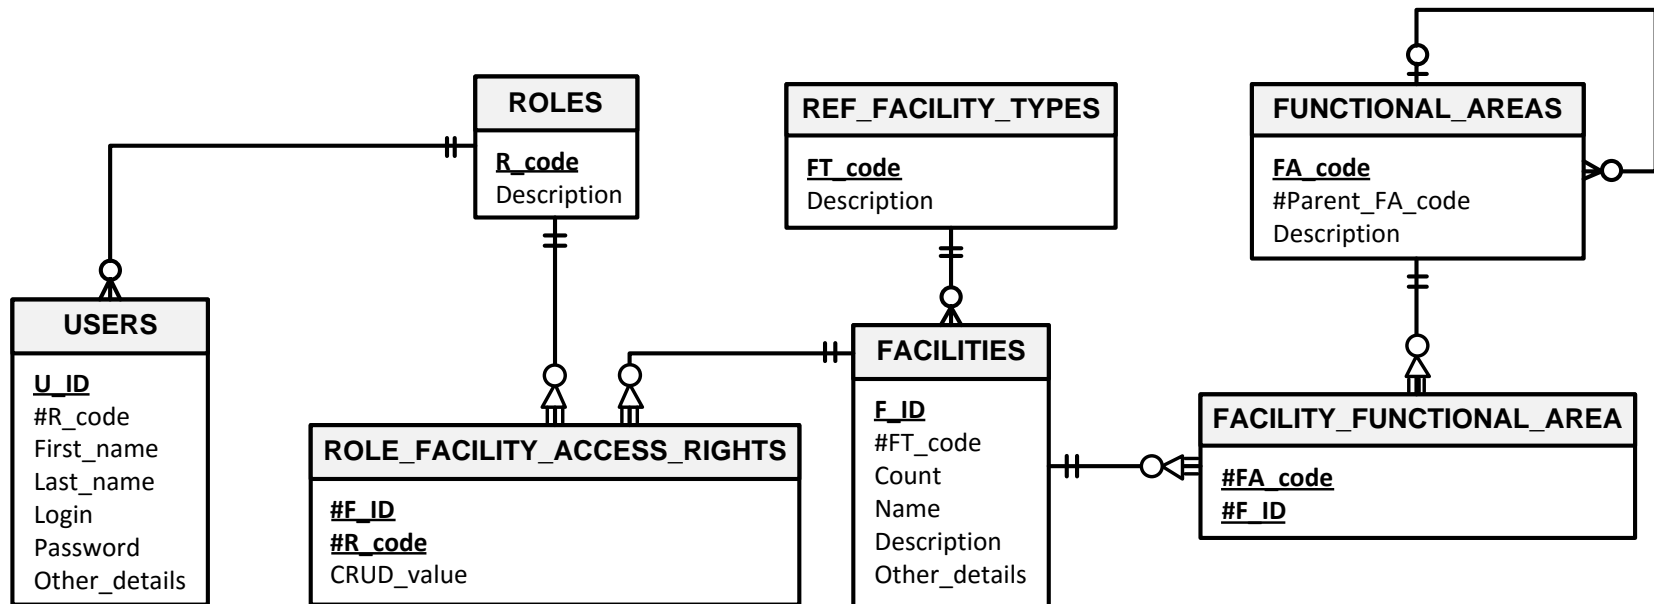 ROLES
R_code
Description
REF_FACILITY_TYPES
FT_code
Description
FUNCTIONAL_AREAS
FA_code
#Parent_FA_code
Description
USERS
U_ID
#R_code
First_name
Last_name
Login
Password
Other_details
ROLE_FACILITY_ACCESS_RIGHTS
#F_ID
#R_code
CRUD_value
FACILITIES
F_ID
#FT_code
Count
Name
Description
Other_details
FACILITY_FUNCTIONAL_AREA
#FA_code
#F_ID